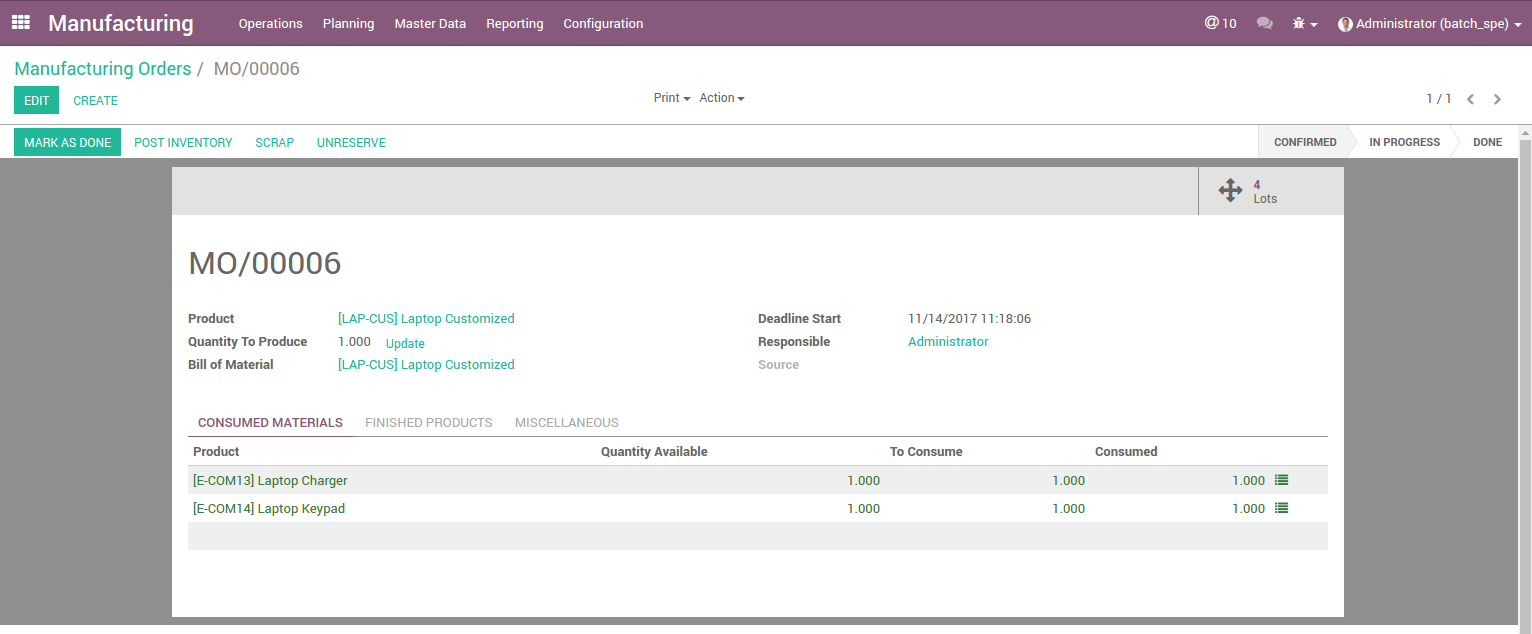 Manufacturing Operations Planning Master Data Reporting Configuration @ 10 Administrator (batch_spe)
Manufacturing Orders / MO/00006
EDIT CREATE Print Action 1 / 1
MARK AS DONE POST INVENTORY SCRAP UNRESERVE CONFIRMED IN PROGRESS DONE
4
Lots
MO/00006
Product [LAP-CUS] Laptop Customized Deadline Start 11/14/2017 11:18:06
Quantity To Produce 1.000 Update Responsible Administrator
Bill of Material [LAP-CUS] Laptop Customized Source
CONSUMED MATERIALS FINISHED PRODUCTS MISCELLANEOUS
Product Quantity Available To Consume Consumed
[E-COM13] Laptop Charger 1.000 1.000 1.000
[E-COM14] Laptop Keypad 1.000 1.000 1.000